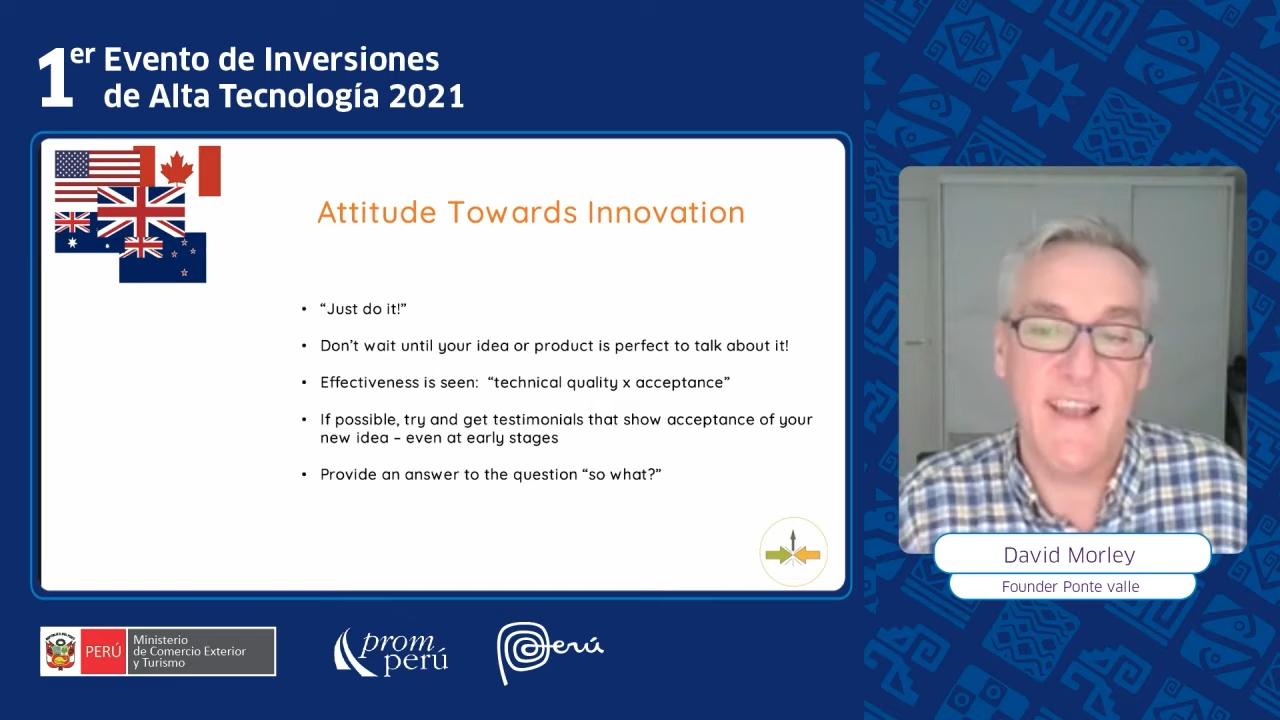 1er Evento de Inversiones
de Alta Tecnología 2021
Attitude Towards Innovation
• “Just do it!”
• Don’t wait until your idea or product is perfect to talk about it!
• Effectiveness is seen: “technical quality x acceptance”
• If possible, try and get testimonials that show acceptance of your
new idea – even at early stages
• Provide an answer to the question “so what?”
David Morley
Founder Ponte valle
PERÚ
Ministerio
de Comercio Exterior
y Turismo
prom
perú
Perú